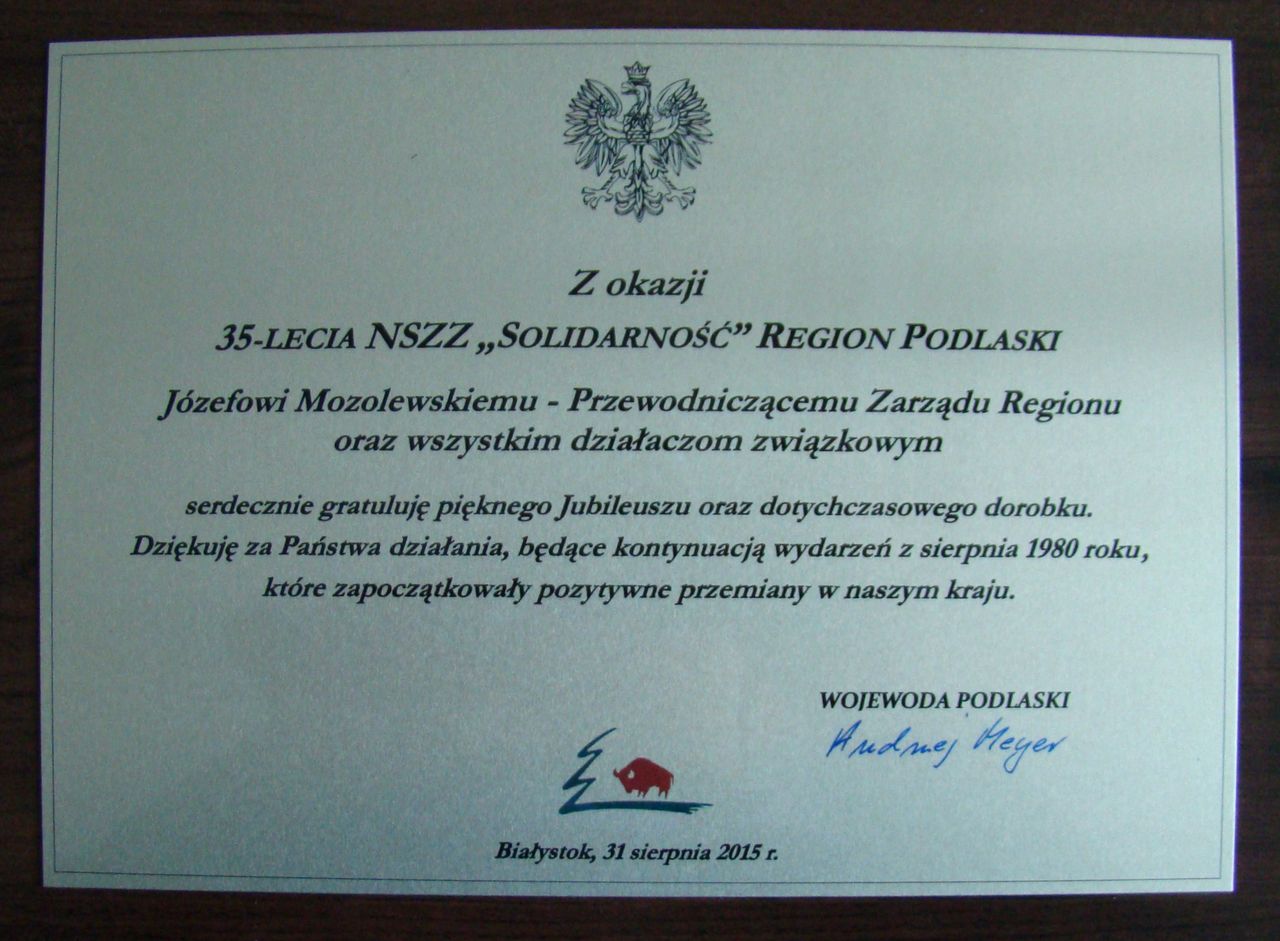 Z okazji
35-LECIA NSZZ „SOLIDARNOŚĆ” REGION PODLASKI
Józefowi Mozolewskiemu - Przewodniczącemu Zarządu Regionu
oraz wszystkim działaczom związkowym
serdecznie gratuluję pięknego Jubileuszu oraz dotychczasowego dorobku.
Dziękuję za Państwa działania, będące kontynuacją wydarzeń z sierpnia 1980 roku,
które zapoczątkowały pozytywne przemiany w naszym kraju.
WOJEWODA PODLASKI
Andrzej Meyer
Białystok, 31 sierpnia 2015 r.